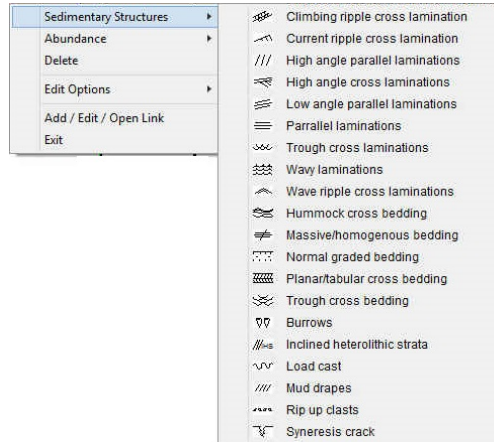 Sedimentary Structures
Abundance
Delete
Edit Options
Add / Edit / Open Link
Exit
Climbing ripple cross lamination
Current ripple cross lamination
High angle parallel laminations
High angle cross laminations
Low angle parallel laminations
Parrallel laminations
Trough cross laminations
Wavy laminations
Wave ripple cross laminations
Hummock cross bedding
Massive/homogenous bedding
Normal graded bedding
Planar/tabular cross bedding
Trough cross bedding
Burrows
HS Inclined heterolithic strata
Load cast
Mud drapes
Rip up clasts
Syneresis crack